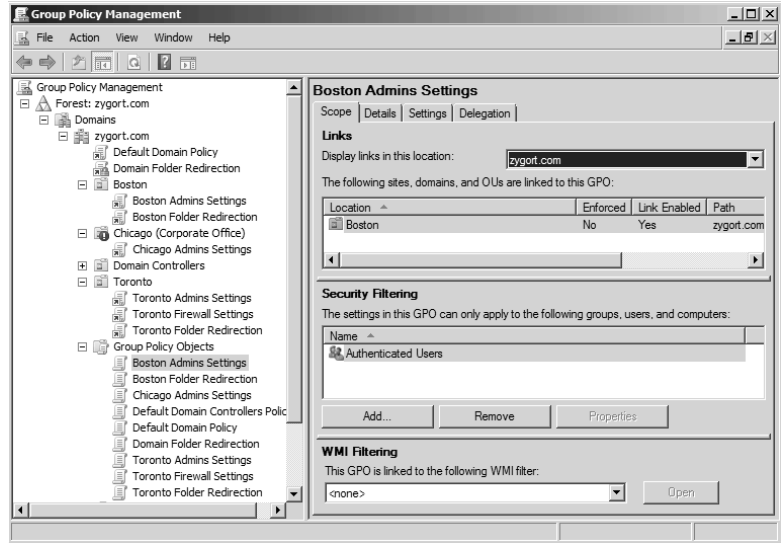 Group Policy Management
File Action View Window Help
Group Policy Management
Forest: zygort.com
Domains
zygort.com
Default Domain Policy
Domain Folder Redirection
Boston
Boston Admins Settings
Boston Folder Redirection
Chicago (Corporate Office)
Chicago Admins Settings
Domain Controllers
Toronto
Toronto Admins Settings
Toronto Firewall Settings
Toronto Folder Redirection
Group Policy Objects
Boston Admins Settings
Boston Folder Redirection
Chicago Admins Settings
Default Domain Controllers Polic
Default Domain Policy
Domain Folder Redirection
Toronto Admins Settings
Toronto Firewall Settings
Toronto Folder Redirection
Boston Admins Settings
Scope Details Settings Delegation
Links
Display links in this location: zygort.com
The following sites, domains, and OUs are linked to this GPO:
Location Enforced Link Enabled Path
Boston No Yes zygort.com
Security Filtering
The settings in this GPO can only apply to the following groups, users, and computers:
Name
Authenticated Users
Add... Remove Properties
WMI Filtering
This GPO is linked to the following WMI filter:
<none> Open